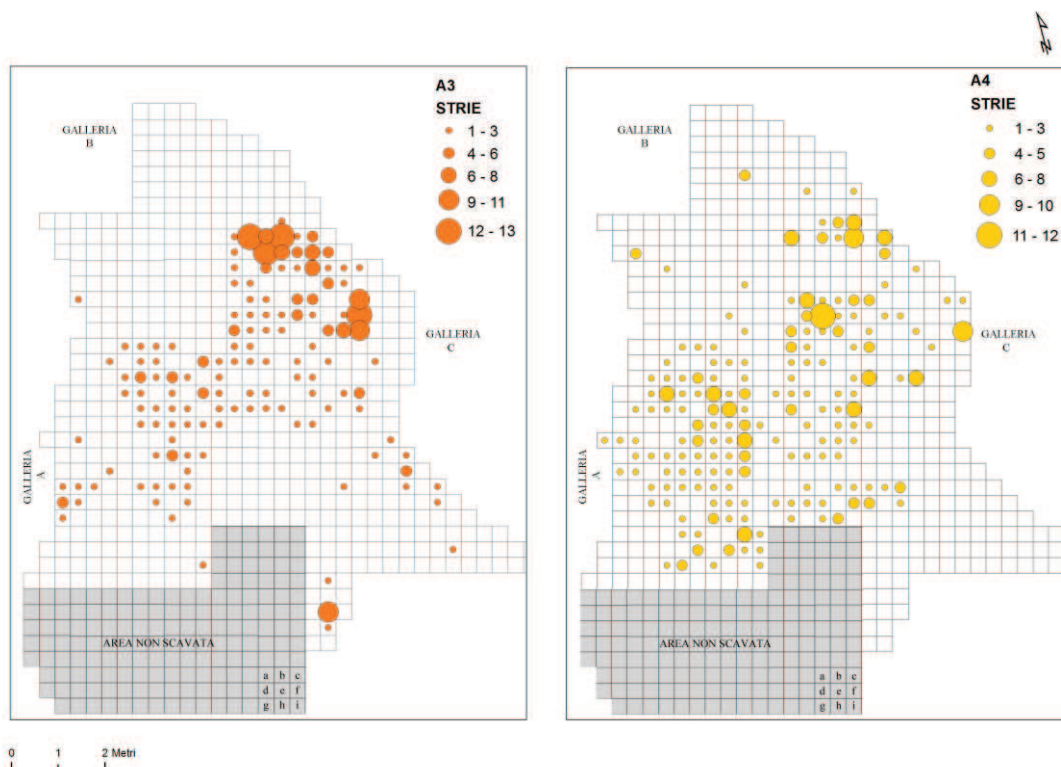 N
A3
STRIE
1 - 3
4 - 6
6 - 8
9 - 11
12 - 13
GALLERIA
B
GALLERIA
C
GALLERIA
A
AREA NON SCAVATA
a b c
d e f
g h i
A4
STRIE
1 - 3
4 - 5
6 - 8
9 - 10
11 - 12
GALLERIA
B
GALLERIA
C
GALLERIA
A
AREA NON SCAVATA
a b c
d e f
g h i
0 1 2 Metri